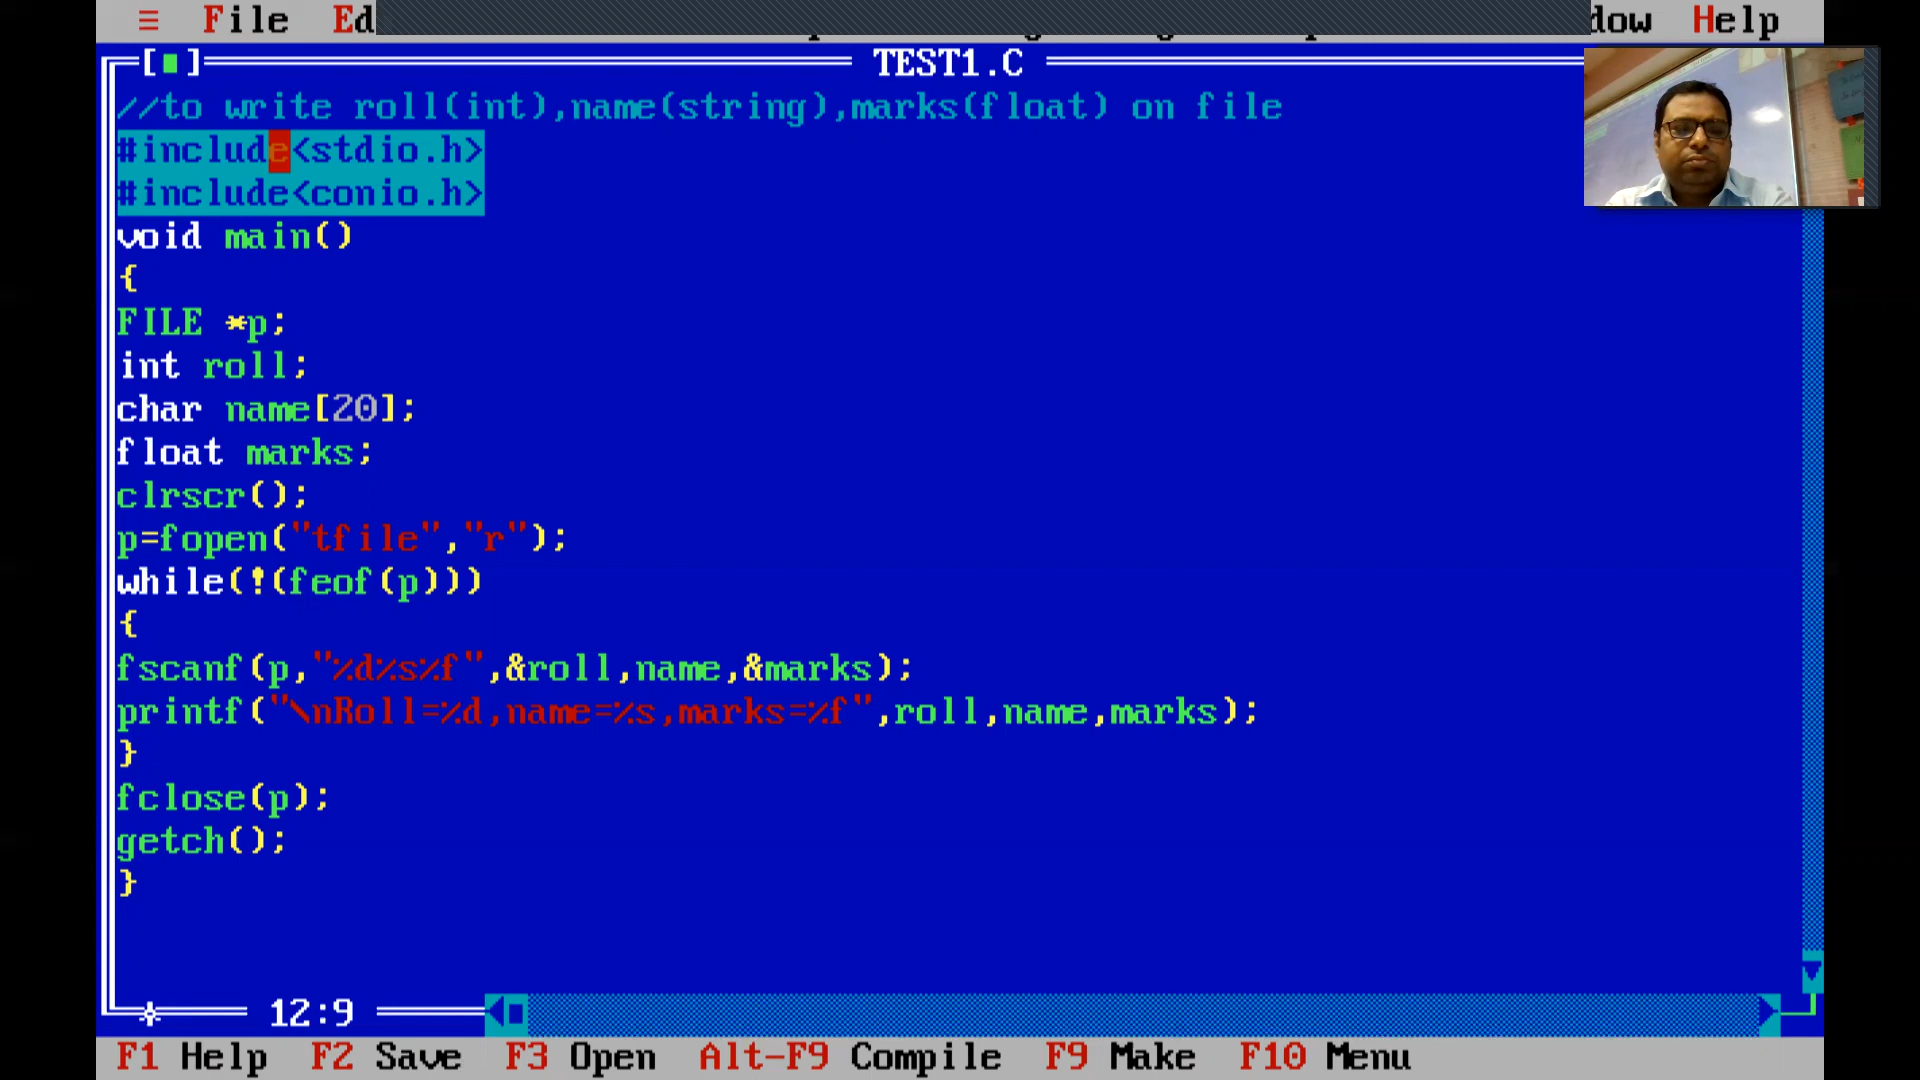 ≡ File Ed dow Help
[■] TEST1.C
//to write roll(int),name(string),marks(float) on file
#include<stdio.h>
#include<conio.h>
void main()
{
FILE *p;
int roll;
char name[20];
float marks;
clrscr();
p=fopen("tfile","r");
while(!(feof(p)))
{
fscanf(p,"%d%s%f",&roll,name,&marks);
printf("\nRoll=%d,name=%s,marks=%f",roll,name,marks);
}
fclose(p);
getch();
}
12:9
F1 Help F2 Save F3 Open Alt-F9 Compile F9 Make F10 Menu